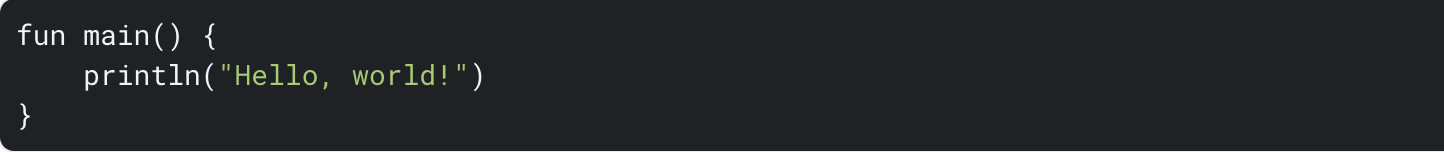 fun main() {
    println("Hello, world!")
}